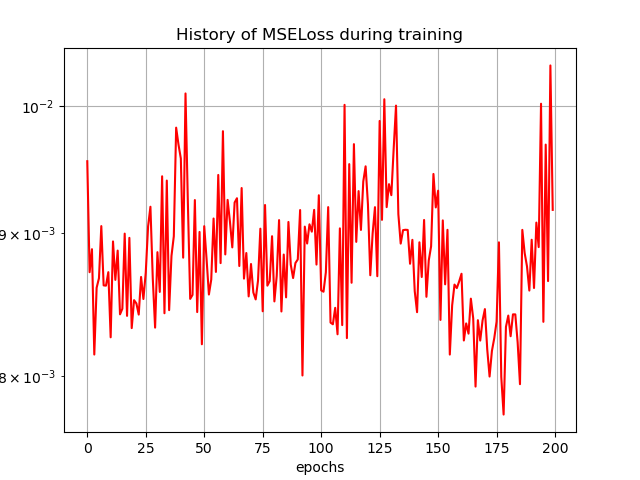 History of MSELoss during training
10⁻²
9 × 10⁻³
8 × 10⁻³
0 25 50 75 100 125 150 175 200
epochs